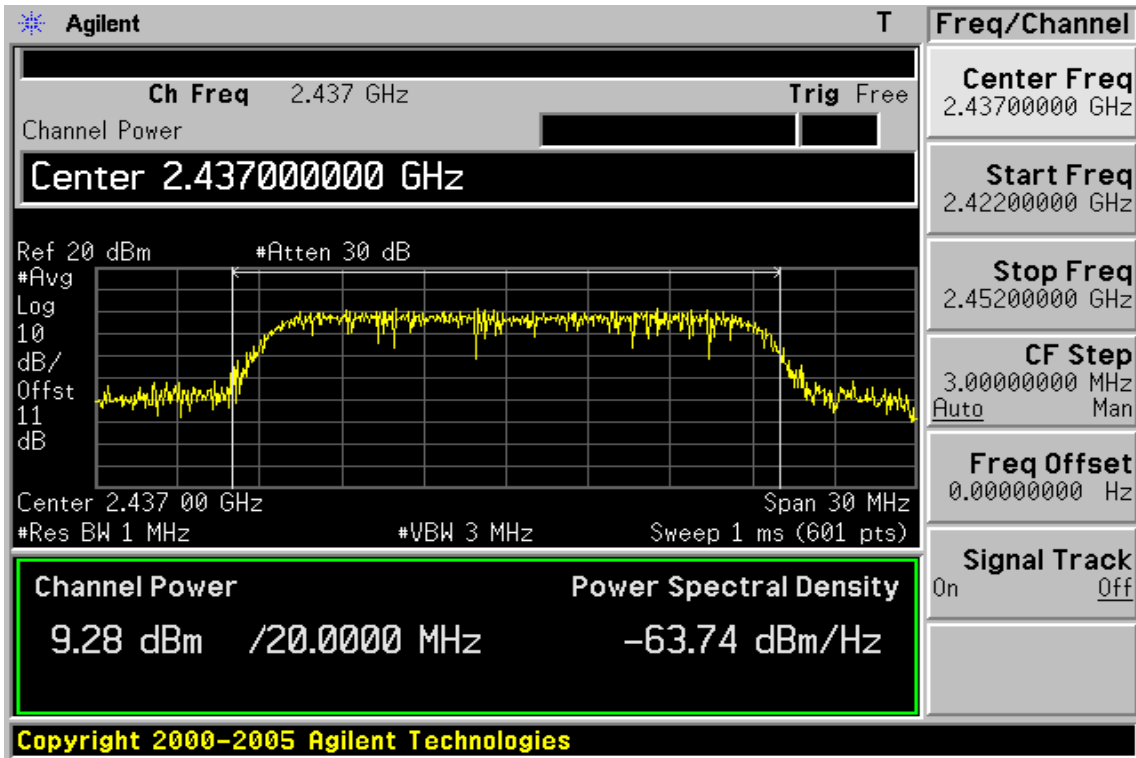 Agilent T
Ch Freq 2.437 GHz Trig Free
Channel Power
Center 2.437000000 GHz
Ref 20 dBm #Atten 30 dB
#Avg
Log
10
dB/
Offst
11
dB
Center 2.437 00 GHz Span 30 MHz
#Res BW 1 MHz #VBW 3 MHz Sweep 1 ms (601 pts)
Channel Power Power Spectral Density
9.28 dBm /20.0000 MHz -63.74 dBm/Hz
Copyright 2000-2005 Agilent Technologies
Freq/Channel
Center Freq
2.43700000 GHz
Start Freq
2.42200000 GHz
Stop Freq
2.45200000 GHz
CF Step
3.00000000 MHz
Auto Man
Freq Offset
0.00000000 Hz
Signal Track
On Off